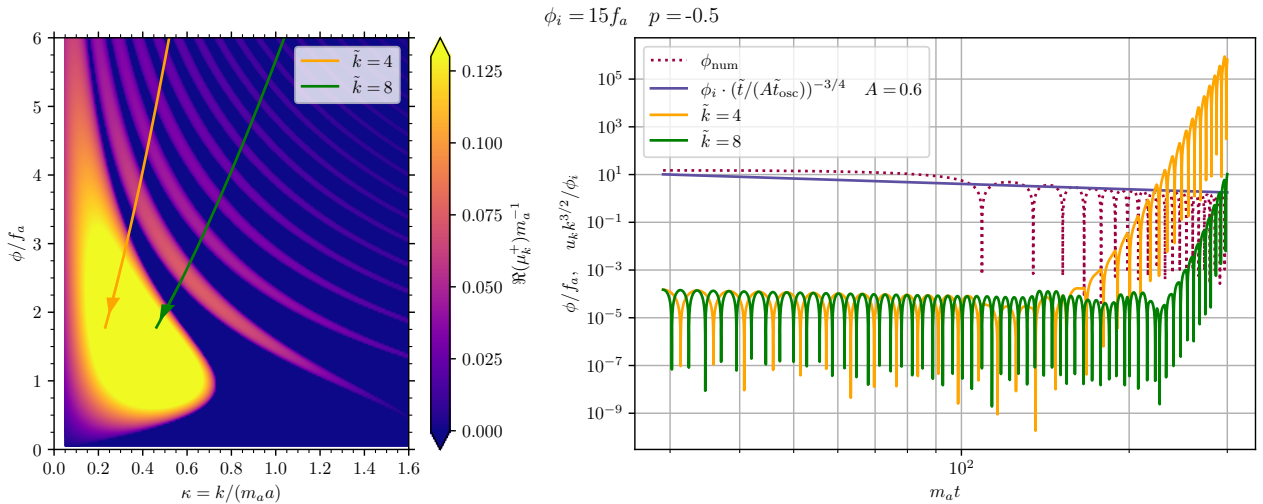 ϕ_i = 15f_a p = -0.5
6
5
4
3
2
1
0
ϕ/f_a
0.0 0.2 0.4 0.6 0.8 1.0 1.2 1.4 1.6
κ = k/(m_a a)
k̃ = 4
k̃ = 8
0.125
0.100
0.075
0.050
0.025
0.000
ℜ(μ_k^+)m_a^{-1}
ϕ/f_a, u_k k^{3/2}/ϕ_i
10^5
10^3
10^1
10^{-1}
10^{-3}
10^{-5}
10^{-7}
10^{-9}
ϕ_num
ϕ_i · (t̃/(At̃_osc))^{-3/4} A = 0.6
k̃ = 4
k̃ = 8
10^2
m_a t